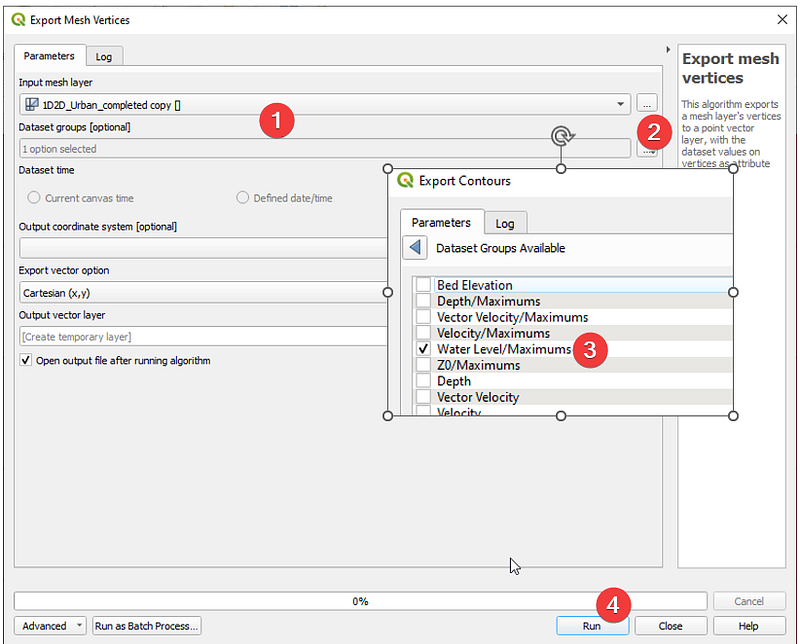 Export Mesh Vertices
Parameters
Log
Input mesh layer
1D2D_Urban_completed copy []
...
1
Dataset groups [optional]
1 option selected
2
Dataset time
Current canvas time
Defined date/time
Output coordinate system [optional]
Export vector option
Cartesian (x,y)
Output vector layer
[Create temporary layer]
Open output file after running algorithm
Export Contours
Parameters
Log
Dataset Groups Available
Bed Elevation
Depth/Maximums
Vector Velocity/Maximums
Velocity/Maximums
Water Level/Maximums
3
Z0/Maximums
Depth
Vector Velocity
Velocity
Export mesh
vertices
This algorithm exports
a mesh layer's vertices
to a point vector
layer, with the
dataset values on
vertices as attribute
0%
Cancel
4
Advanced
Run as Batch Process...
Run
Close
Help